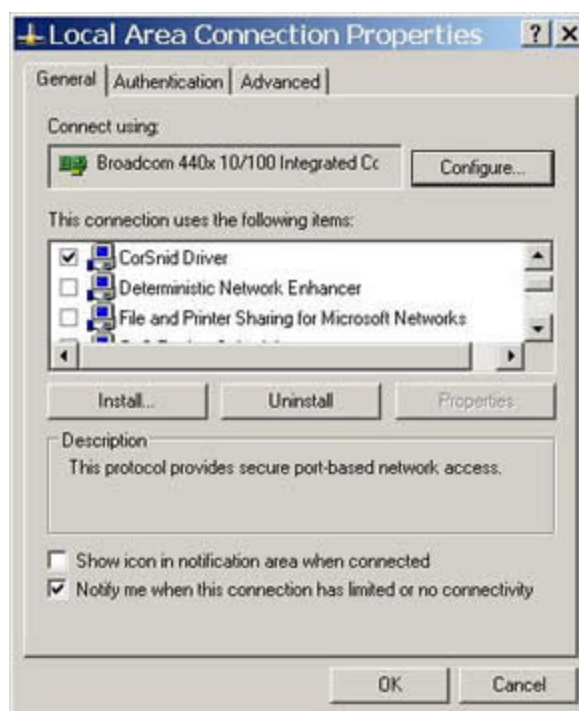 Local Area Connection Properties
General Authentication Advanced
Connect using:
Broadcom 440x 10/100 Integrated Cc
Configure...
This connection uses the following items:
CorSnid Driver
Deterministic Network Enhancer
File and Printer Sharing for Microsoft Networks
Install... Uninstall Properties
Description
This protocol provides secure port-based network access.
Show icon in notification area when connected
Notify me when this connection has limited or no connectivity
OK Cancel